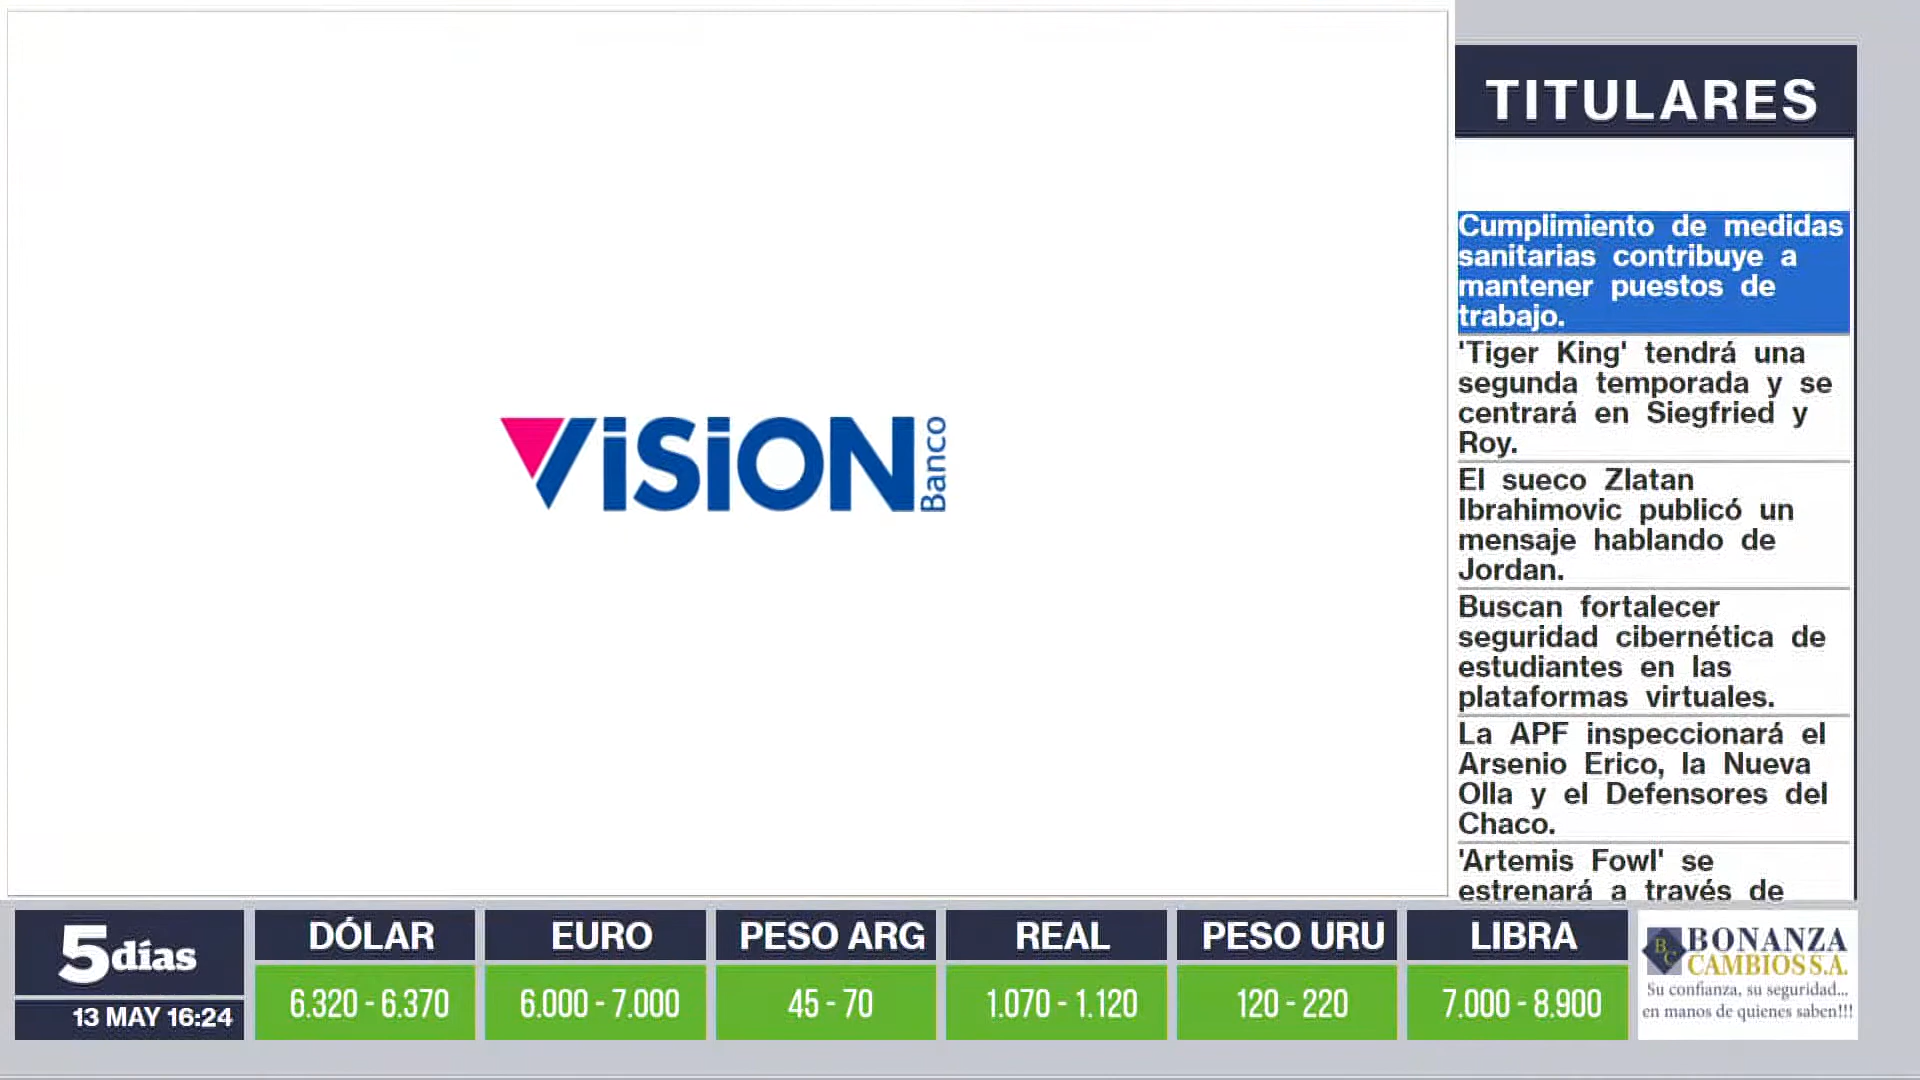 ViSiON Banco
TITULARES
Cumplimiento de medidas
sanitarias contribuye a
mantener puestos de
trabajo.
'Tiger King' tendrá una
segunda temporada y se
centrará en Siegfried y
Roy.
El sueco Zlatan
Ibrahimovic publicó un
mensaje hablando de
Jordan.
Buscan fortalecer
seguridad cibernética de
estudiantes en las
plataformas virtuales.
La APF inspeccionará el
Arsenio Erico, la Nueva
Olla y el Defensores del
Chaco.
'Artemis Fowl' se
estrenará a través de
5días
13 MAY 16:24
DÓLAR
6.320 - 6.370
EURO
6.000 - 7.000
PESO ARG
45 - 70
REAL
1.070 - 1.120
PESO URU
120 - 220
LIBRA
7.000 - 8.900
BC
BONANZA
CAMBIOS S.A.
Su confianza, su seguridad...
en manos de quienes saben!!!